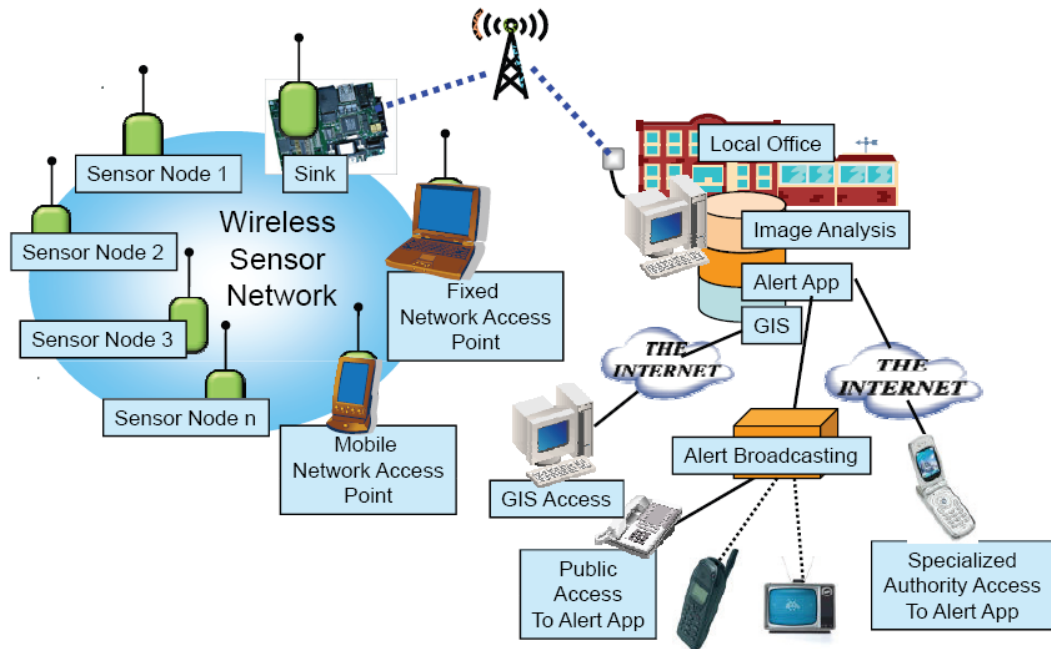 Sensor Node 1
Sink
Local Office
Wireless
Sensor
Network
Sensor Node 2
Image Analysis
Alert App
Fixed
Network Access
Point
GIS
Sensor Node 3
THE
INTERNET
THE
INTERNET
Sensor Node n
Mobile
Network Access
Point
Alert Broadcasting
GIS Access
Public
Access
To Alert App
Specialized
Authority Access
To Alert App